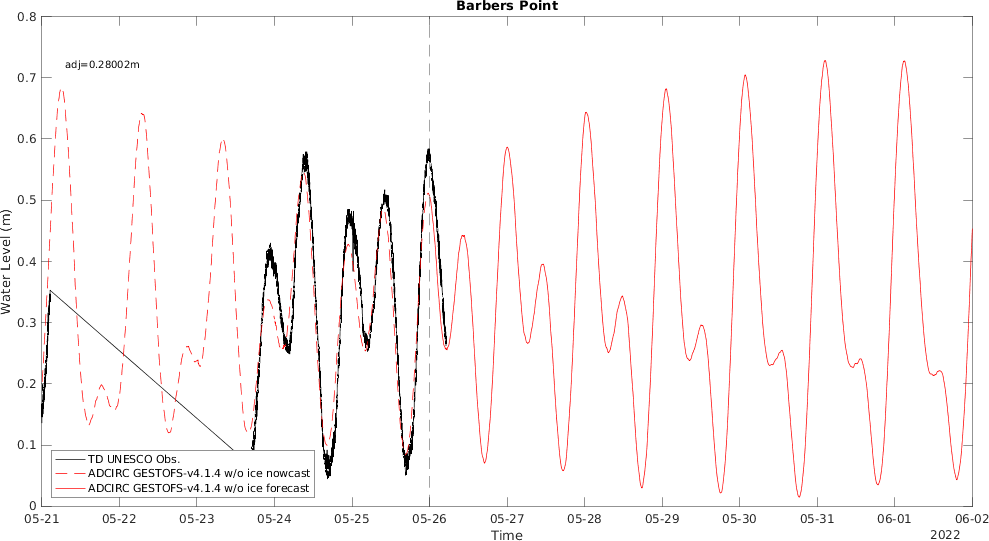 Barbers Point
0.8
adj=0.28002m
0.7
0.6
0.5
0.4
0.3
0.2
0.1
0
Water Level (m)
TD UNESCO Obs.
ADCIRC GESTOFS-v4.1.4 w/o ice nowcast
ADCIRC GESTOFS-v4.1.4 w/o ice forecast
05-21 05-22 05-23 05-24 05-25 05-26 05-27 05-28 05-29 05-30 05-31 06-01 06-02
Time
2022